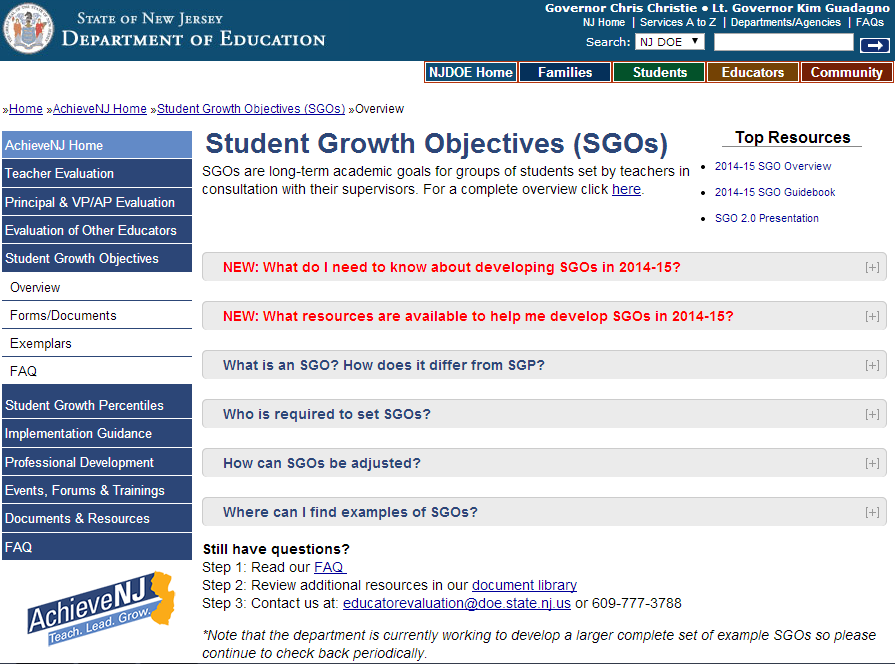 Governor Chris Christie • Lt. Governor Kim Guadagno
STATE OF NEW JERSEY
DEPARTMENT OF EDUCATION
NJ Home | Services A to Z | Departments/Agencies | FAQs
Search: NJ DOE
NJDOE Home Families Students Educators Community
»Home »AchieveNJ Home »Student Growth Objectives (SGOs) »Overview
AchieveNJ Home
Teacher Evaluation
Principal & VP/AP Evaluation
Evaluation of Other Educators
Student Growth Objectives
Overview
Forms/Documents
Exemplars
FAQ
Student Growth Percentiles
Implementation Guidance
Professional Development
Events, Forums & Trainings
Documents & Resources
FAQ
AchieveNJ
Teach. Lead. Grow.
Student Growth Objectives (SGOs)
SGOs are long-term academic goals for groups of students set by teachers in
consultation with their supervisors. For a complete overview click here.
Top Resources
• 2014-15 SGO Overview
• 2014-15 SGO Guidebook
• SGO 2.0 Presentation
NEW: What do I need to know about developing SGOs in 2014-15? [+]
NEW: What resources are available to help me develop SGOs in 2014-15? [+]
What is an SGO? How does it differ from SGP? [+]
Who is required to set SGOs? [+]
How can SGOs be adjusted? [+]
Where can I find examples of SGOs? [+]
Still have questions?
Step 1: Read our FAQ
Step 2: Review additional resources in our document library
Step 3: Contact us at: educatorevaluation@doe.state.nj.us or 609-777-3788
*Note that the department is currently working to develop a larger complete set of example SGOs so please
continue to check back periodically.